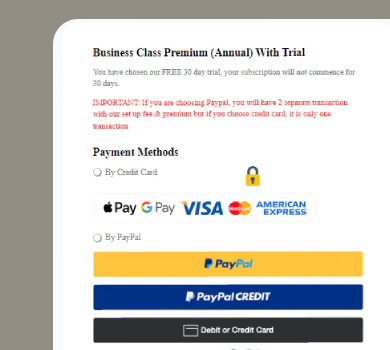 Business Class Premium (Annual) With Trial
You have chosen our FREE 30 day trial, your subscription will not commence for
30 days.
IMPORTANT: If you are choosing Paypal, you will have 2 separate transaction
with our set up fee & premium but if you choose credit card, it is only one
transaction
Payment Methods
By Credit Card
Pay G Pay VISA mastercard AMERICAN
EXPRESS
By PayPal
PayPal
PayPal CREDIT
Debit or Credit Card